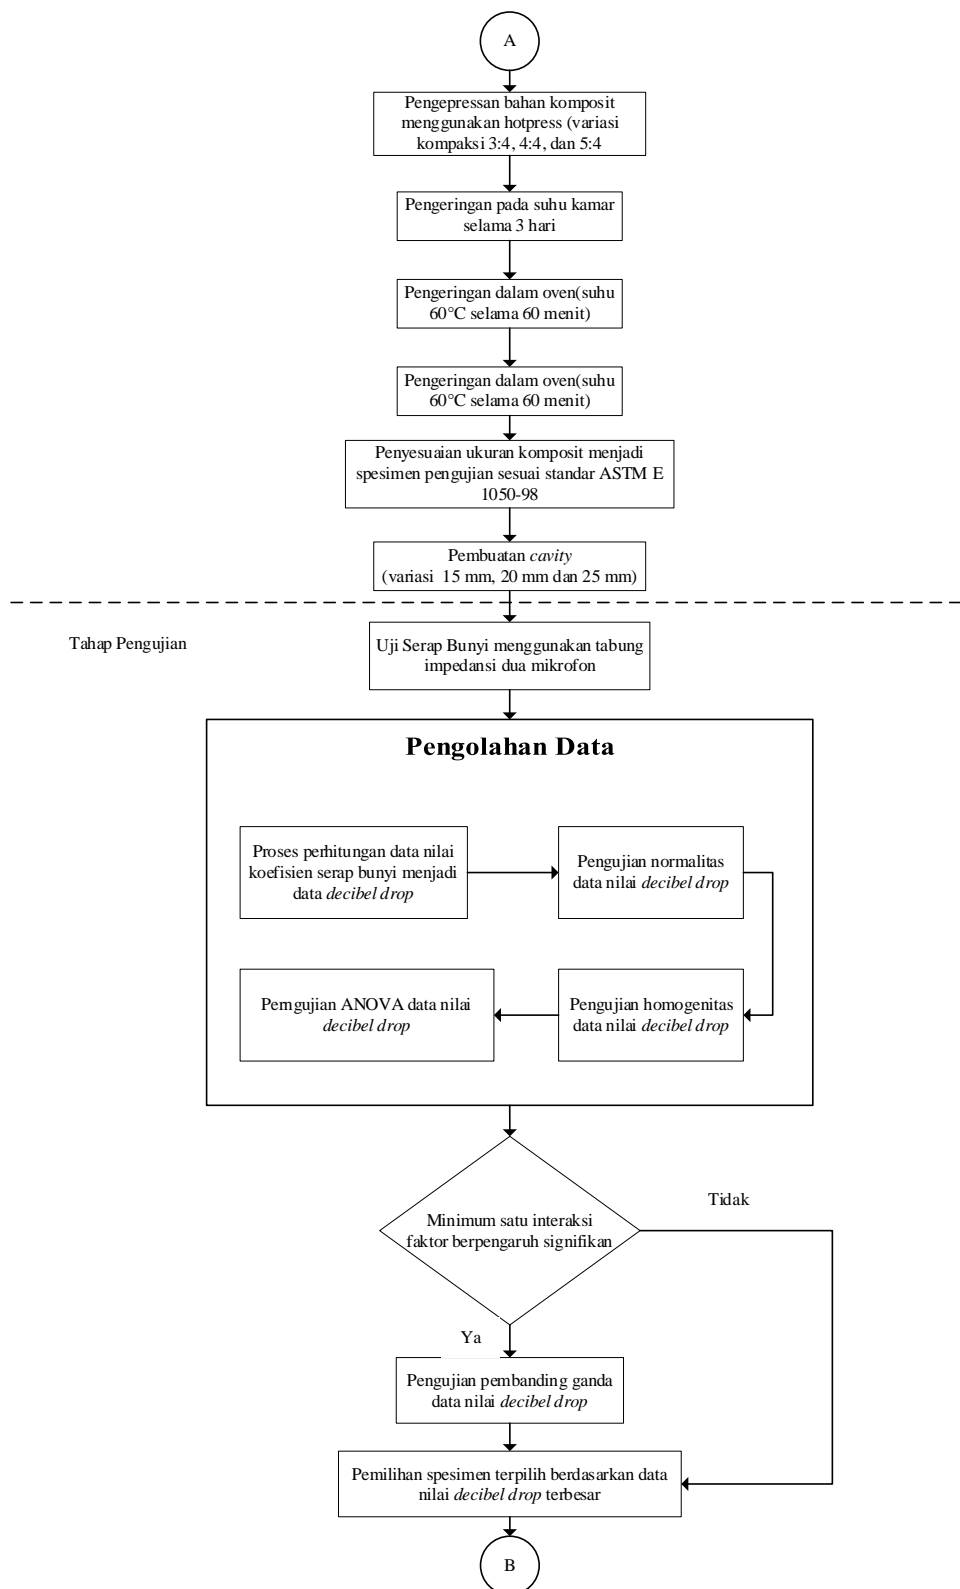 A
Pengepressan bahan komposit
menggunakan hotpress (variasi
kompaksi 3:4, 4:4, dan 5:4
Pengeringan pada suhu kamar
selama 3 hari
Pengeringan dalam oven(suhu
60°C selama 60 menit)
Pengeringan dalam oven(suhu
60°C selama 60 menit)
Penyesuaian ukuran komposit menjadi
spesimen pengujian sesuai standar ASTM E
1050-98
Pembuatan cavity
(variasi 15 mm, 20 mm dan 25 mm)
Tahap Pengujian
Uji Serap Bunyi menggunakan tabung
impedansi dua mikrofon
Pengolahan Data
Proses perhitungan data nilai
koefisien serap bunyi menjadi
data decibel drop
Pengujian normalitas
data nilai decibel drop
Perngujian ANOVA data nilai
decibel drop
Pengujian homogenitas
data nilai decibel drop
Minimum satu interaksi
faktor berpengaruh signifikan
Tidak
Ya
Pengujian pembanding ganda
data nilai decibel drop
Pemilihan spesimen terpilih berdasarkan data
nilai decibel drop terbesar
B